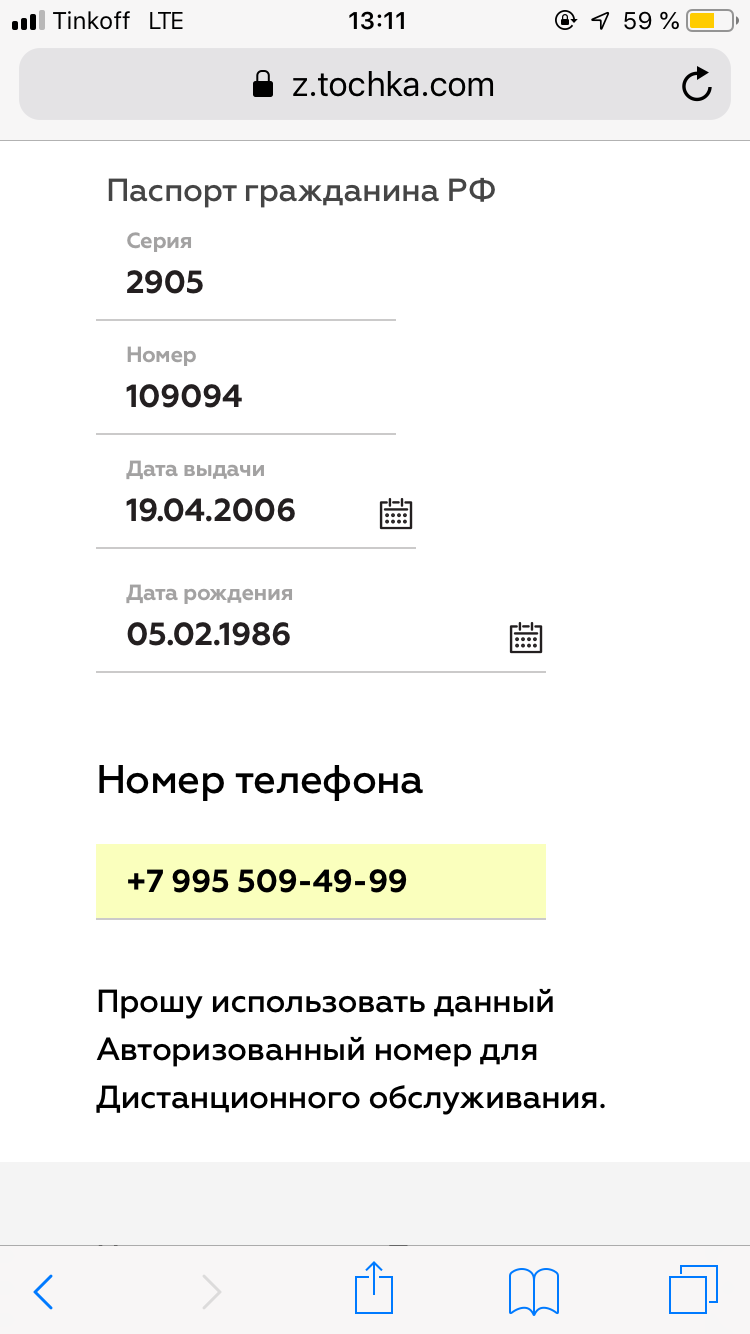 Tinkoff LTE 13:11 59 %
z.tochka.com
Паспорт гражданина РФ
Серия
2905
Номер
109094
Дата выдачи
19.04.2006
Дата рождения
05.02.1986
Номер телефона
+7 995 509-49-99
Прошу использовать данный
Авторизованный номер для
Дистанционного обслуживания.